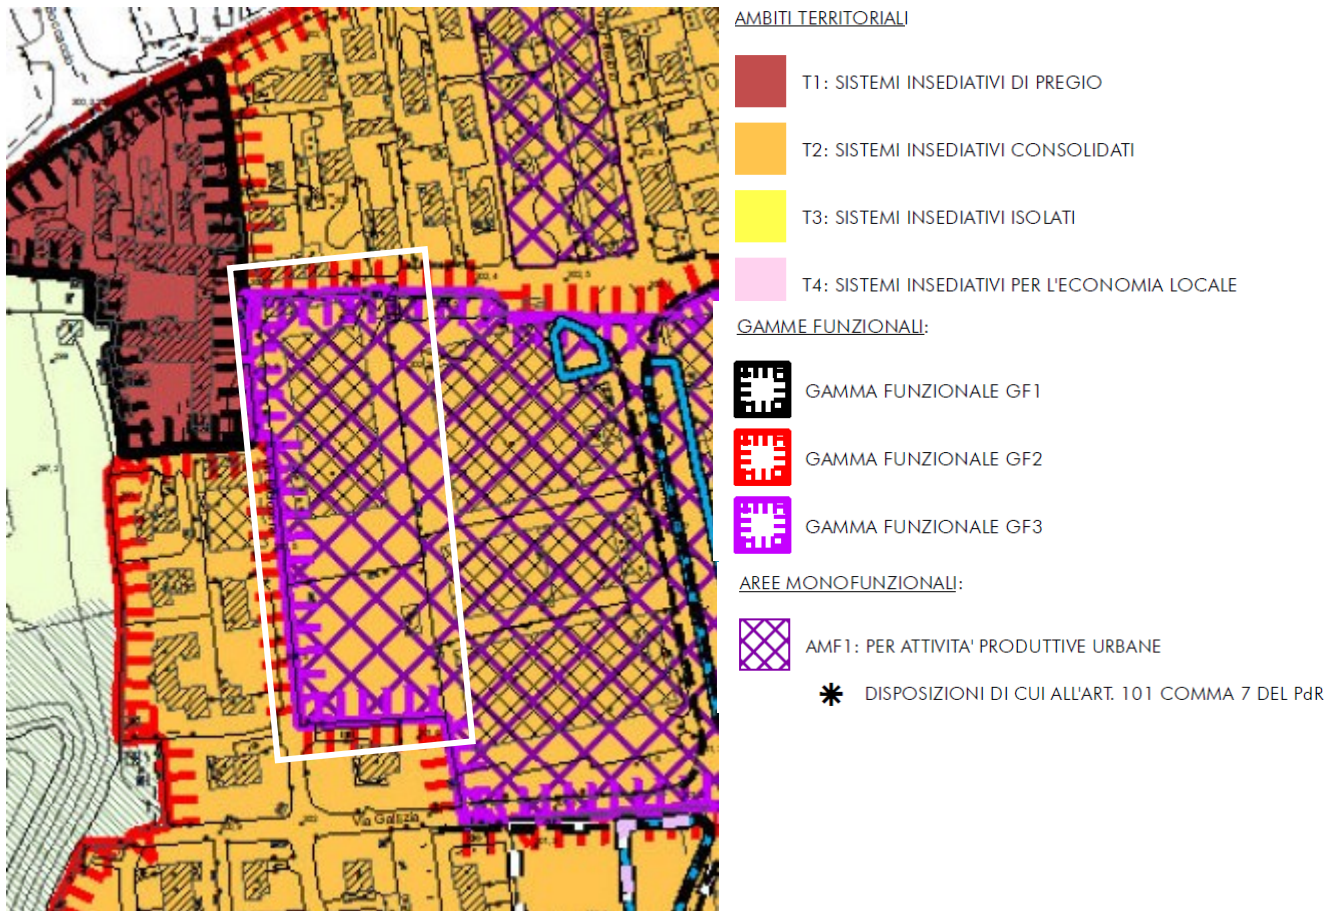 AMBITI TERRITORIALI
T1: SISTEMI INSEDIATIVI DI PREGIO
T2: SISTEMI INSEDIATIVI CONSOLIDATI
T3: SISTEMI INSEDIATIVI ISOLATI
T4: SISTEMI INSEDIATIVI PER L'ECONOMIA LOCALE
GAMME FUNZIONALI:
GAMMA FUNZIONALE GF1
GAMMA FUNZIONALE GF2
GAMMA FUNZIONALE GF3
AREE MONOFUNZIONALI:
AMF1: PER ATTIVITA' PRODUTTIVE URBANE
DISPOSIZIONI DI CUI ALL'ART. 101 COMMA 7 DEL PdR
Via Galizia